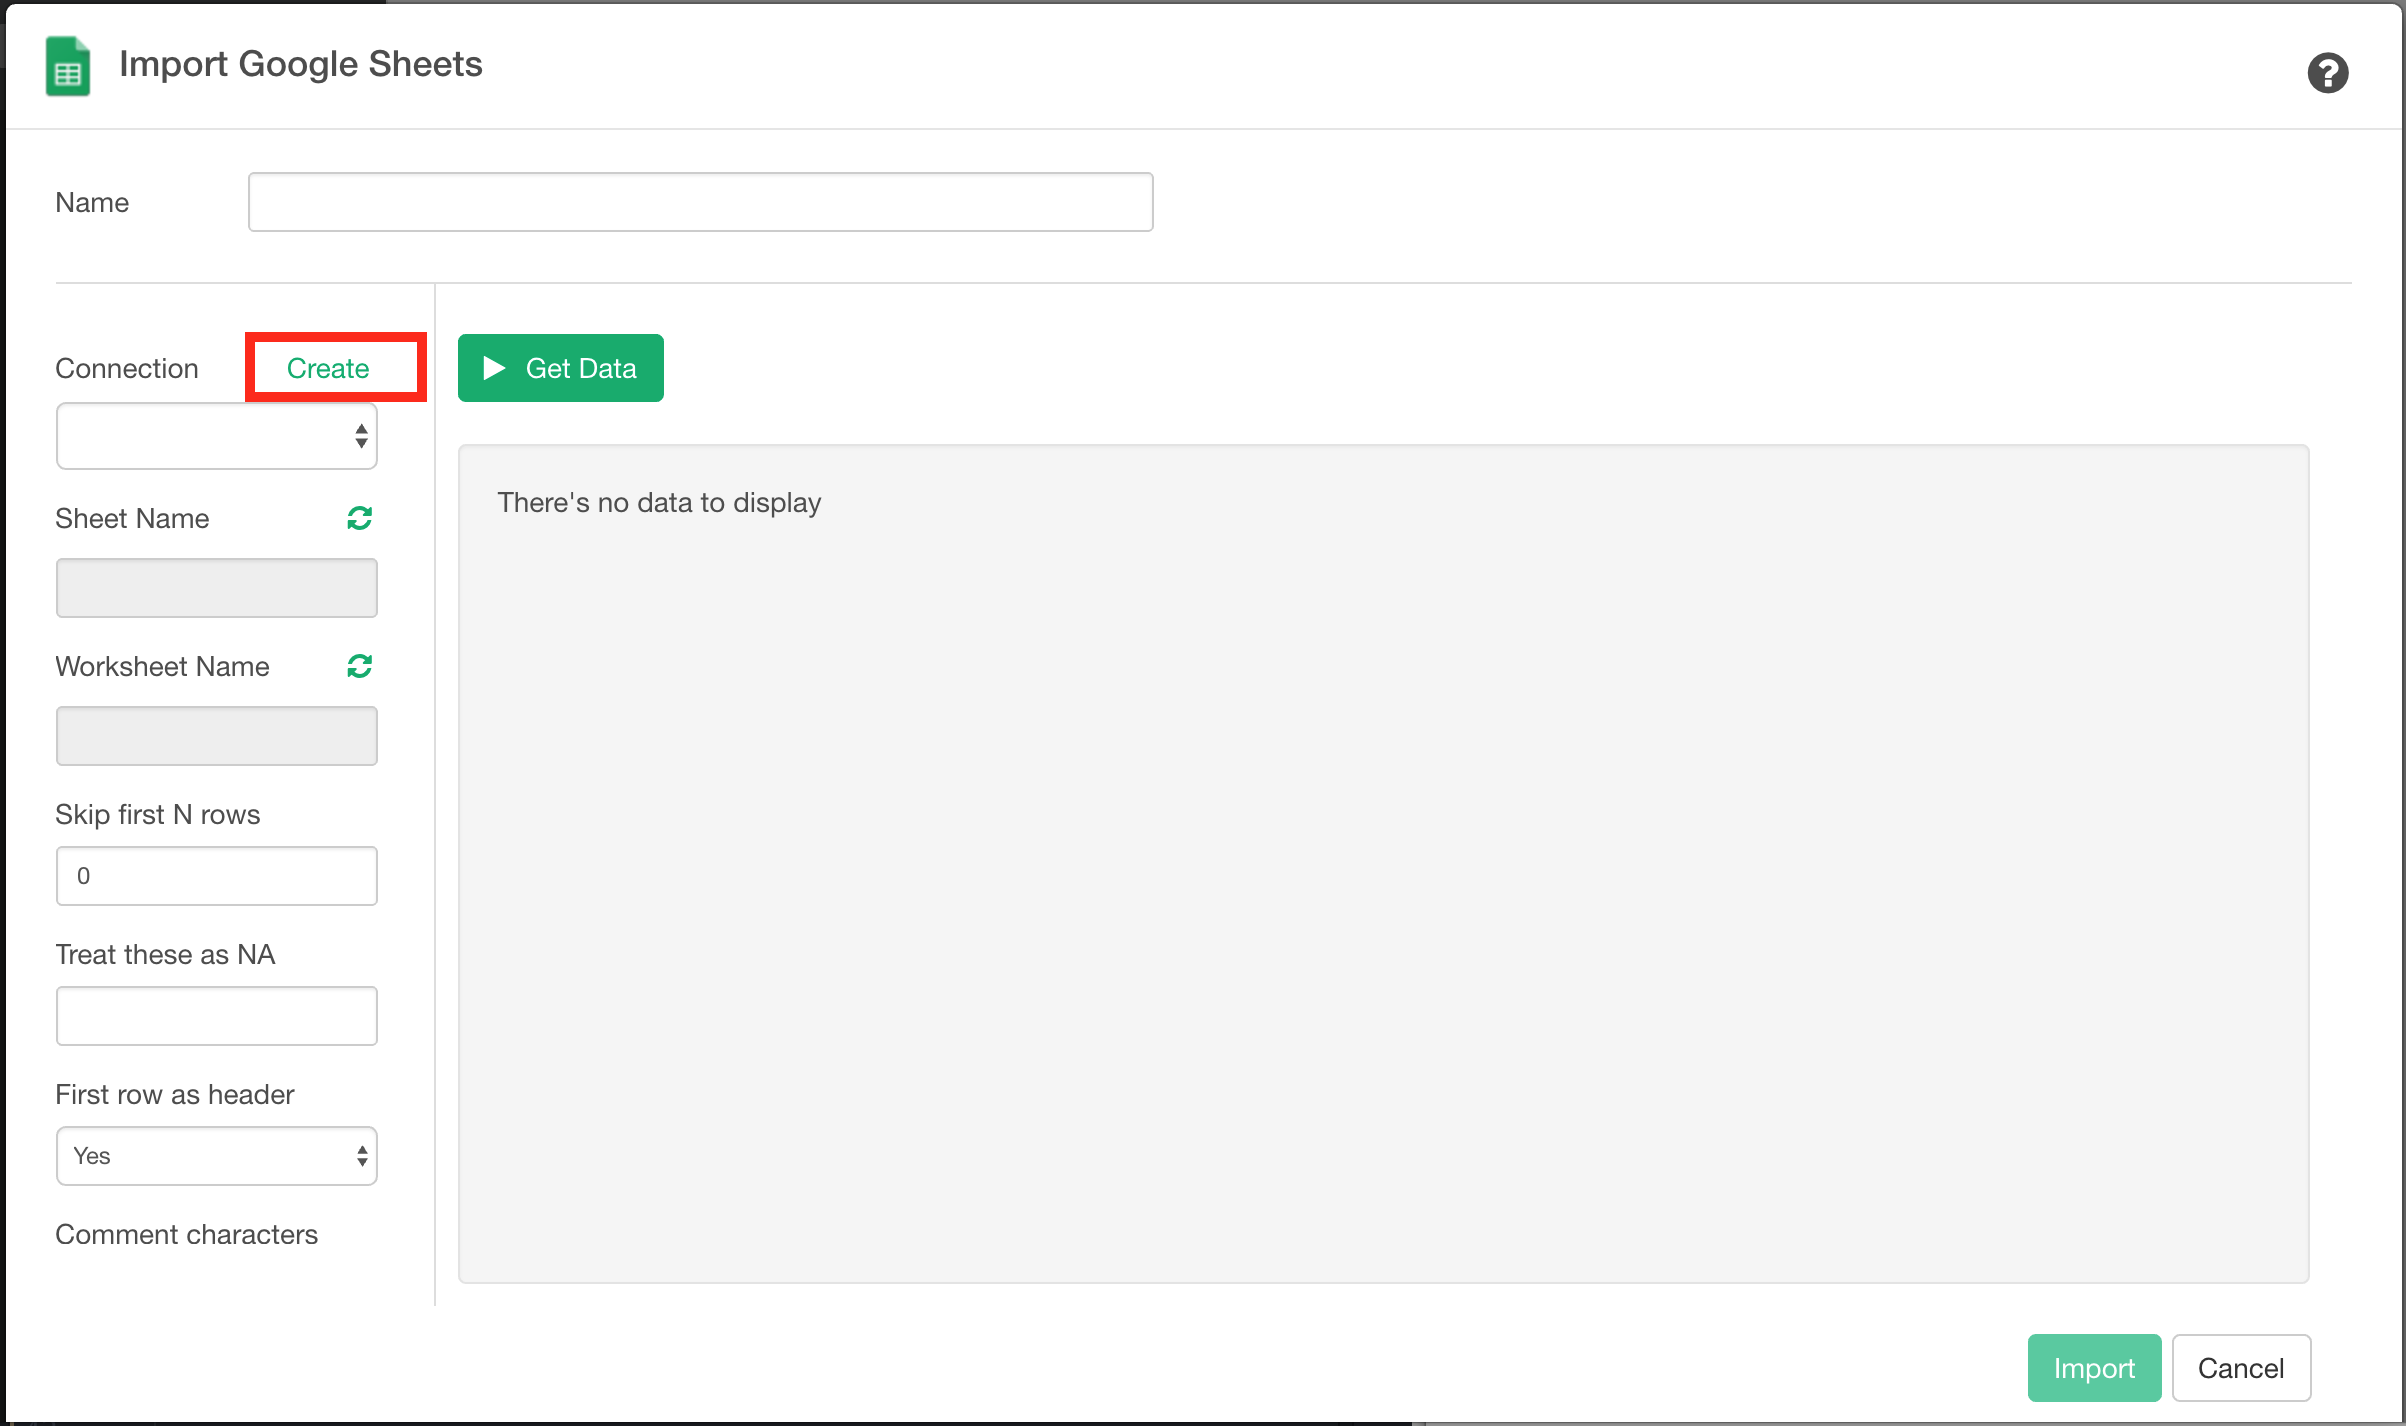 Import Google Sheets
Name
Connection
Create
Get Data
There's no data to display
Sheet Name
Worksheet Name
Skip first N rows
0
Treat these as NA
First row as header
Yes
Comment characters
Import
Cancel